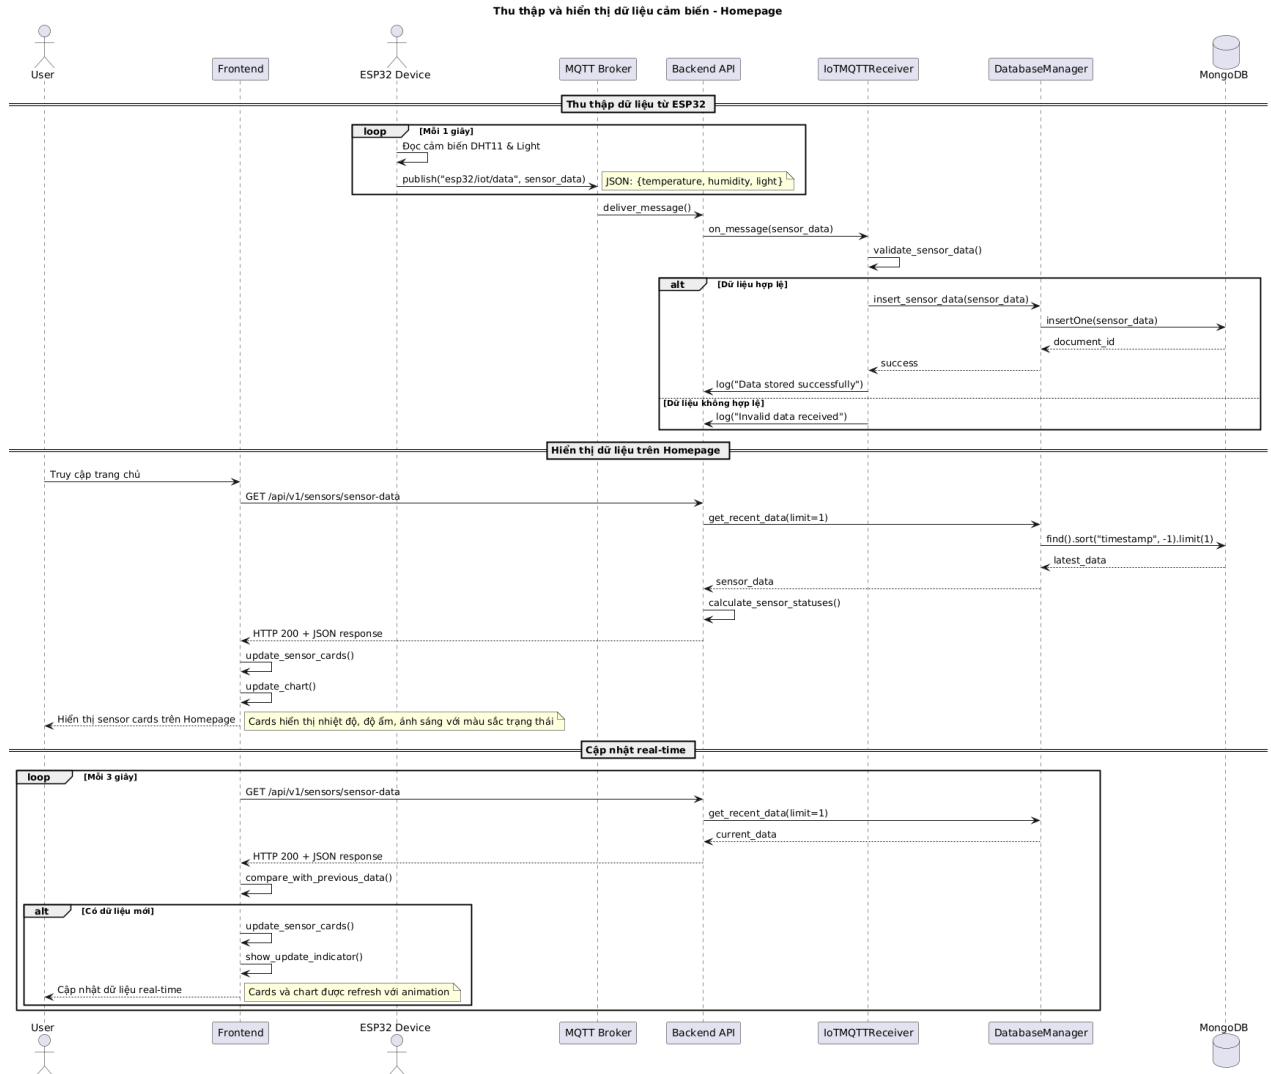 Thu thập và hiển thị dữ liệu cảm biến - Homepage
User
Frontend
ESP32 Device
MQTT Broker
Backend API
IoTMQTTReceiver
DatabaseManager
MongoDB
Thu thập dữ liệu từ ESP32
loop [Mỗi 1 giây]
Đọc cảm biến DHT11 & Light
publish("esp32/iot/data", sensor_data)
JSON: {temperature, humidity, light}
deliver_message()
on_message(sensor_data)
validate_sensor_data()
alt [Dữ liệu hợp lệ]
insert_sensor_data(sensor_data)
insertOne(sensor_data)
document_id
success
log("Data stored successfully")
[Dữ liệu không hợp lệ]
log("Invalid data received")
Hiển thị dữ liệu trên Homepage
Truy cập trang chủ
GET /api/v1/sensors/sensor-data
get_recent_data(limit=1)
find().sort("timestamp", -1).limit(1)
latest_data
sensor_data
calculate_sensor_statuses()
HTTP 200 + JSON response
update_sensor_cards()
update_chart()
Hiển thị sensor cards trên Homepage
Cards hiển thị nhiệt độ, độ ẩm, ánh sáng với màu sắc trạng thái
Cập nhật real-time
loop [Mỗi 3 giây]
GET /api/v1/sensors/sensor-data
get_recent_data(limit=1)
current_data
HTTP 200 + JSON response
compare_with_previous_data()
alt [Có dữ liệu mới]
update_sensor_cards()
show_update_indicator()
Cập nhật dữ liệu real-time
Cards và chart được refresh với animation
User
Frontend
ESP32 Device
MQTT Broker
Backend API
IoTMQTTReceiver
DatabaseManager
MongoDB